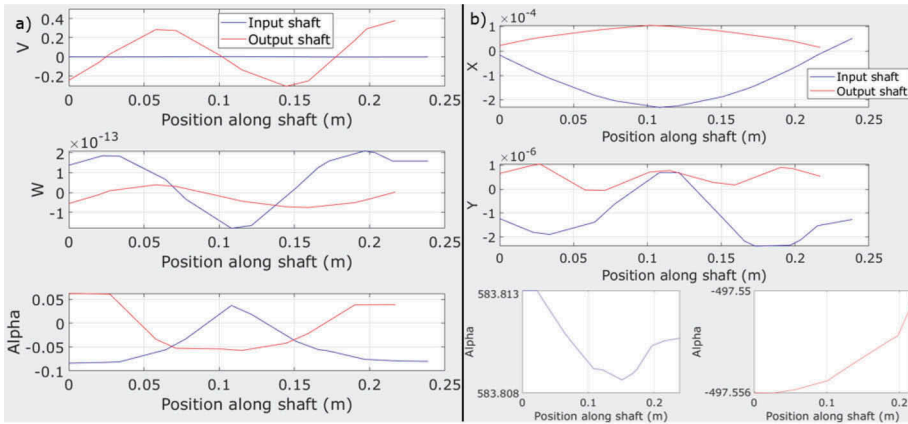 a)
V
0.4
0.2
0
-0.2
Input shaft
Output shaft
0 0.05 0.1 0.15 0.2 0.25
Position along shaft (m)
×10⁻¹³
W
2
1
0
-1
0 0.05 0.1 0.15 0.2 0.25
Position along shaft (m)
Alpha
0.05
0
-0.05
-0.1
0 0.05 0.1 0.15 0.2 0.25
Position along shaft (m)
b)
×10⁻⁴
X
1
0
-1
-2
Input shaft
Output shaft
0 0.05 0.1 0.15 0.2 0.25
Position along shaft (m)
×10⁻⁶
Y
1
0
-1
-2
0 0.05 0.1 0.15 0.2 0.25
Position along shaft (m)
583.813
Alpha
583.808
0 0.1 0.2
Position along shaft (m)
-497.55
Alpha
-497.556
0 0.1 0.2
Position along shaft (m)